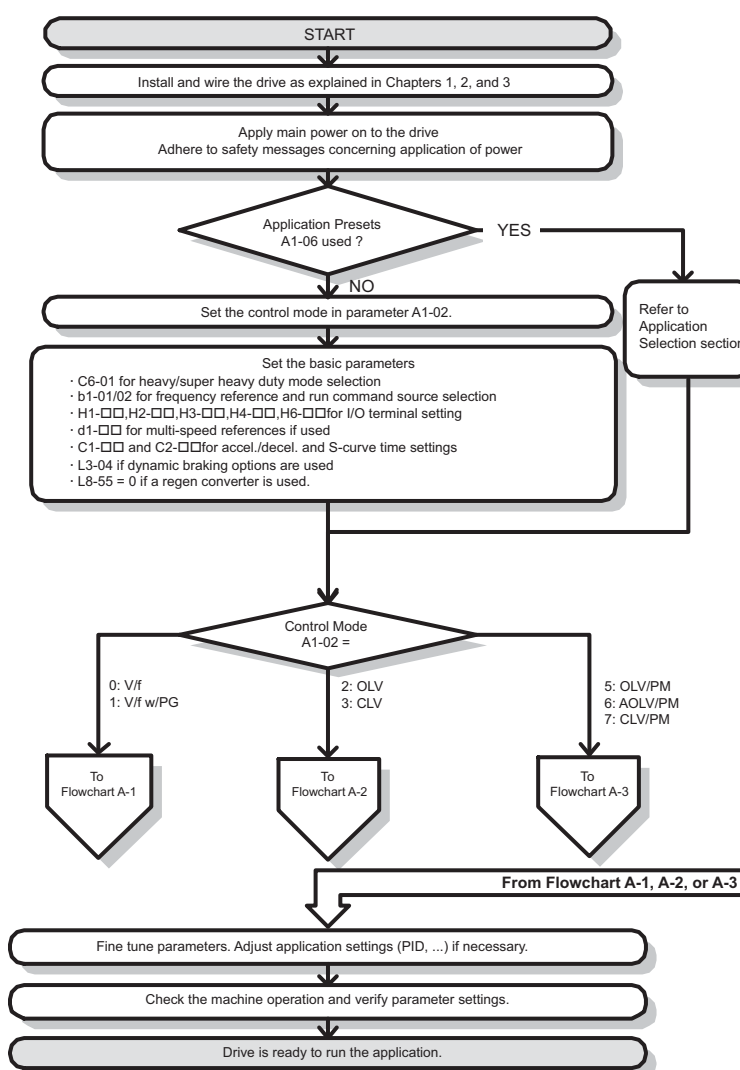 START
Install and wire the drive as explained in Chapters 1, 2, and 3
Apply main power on to the drive
Adhere to safety messages concerning application of power
Application Presets
A1-06 used ?
YES
NO
Set the control mode in parameter A1-02.
Refer to
Application
Selection section
Set the basic parameters
· C6-01 for heavy/super heavy duty mode selection
· b1-01/02 for frequency reference and run command source selection
· H1-□□,H2-□□,H3-□□,H4-□□,H6-□□for I/O terminal setting
· d1-□□ for multi-speed references if used
· C1-□□ and C2-□□for accel./decel. and S-curve time settings
· L3-04 if dynamic braking options are used
· L8-55 = 0 if a regen converter is used.
Control Mode
A1-02 =
0: V/f
1: V/f w/PG
2: OLV
3: CLV
5: OLV/PM
6: AOLV/PM
7: CLV/PM
To
Flowchart A-1
To
Flowchart A-2
To
Flowchart A-3
From Flowchart A-1, A-2, or A-3
Fine tune parameters. Adjust application settings (PID, ...) if necessary.
Check the machine operation and verify parameter settings.
Drive is ready to run the application.